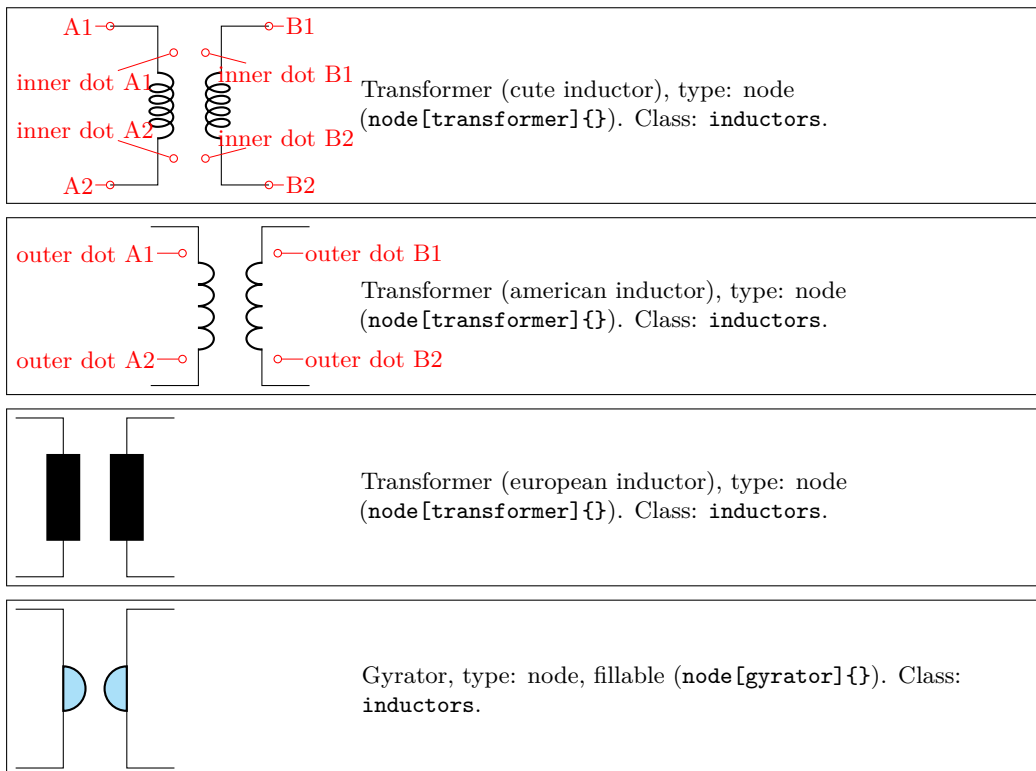 A1
B1
inner dot A1
inner dot B1
inner dot A2
inner dot B2
A2
B2
Transformer (cute inductor), type: node
(node[transformer]{}). Class: inductors.
outer dot A1
outer dot B1
outer dot A2
outer dot B2
Transformer (american inductor), type: node
(node[transformer]{}). Class: inductors.
Transformer (european inductor), type: node
(node[transformer]{}). Class: inductors.
Gyrator, type: node, fillable (node[gyrator]{}). Class:
inductors.